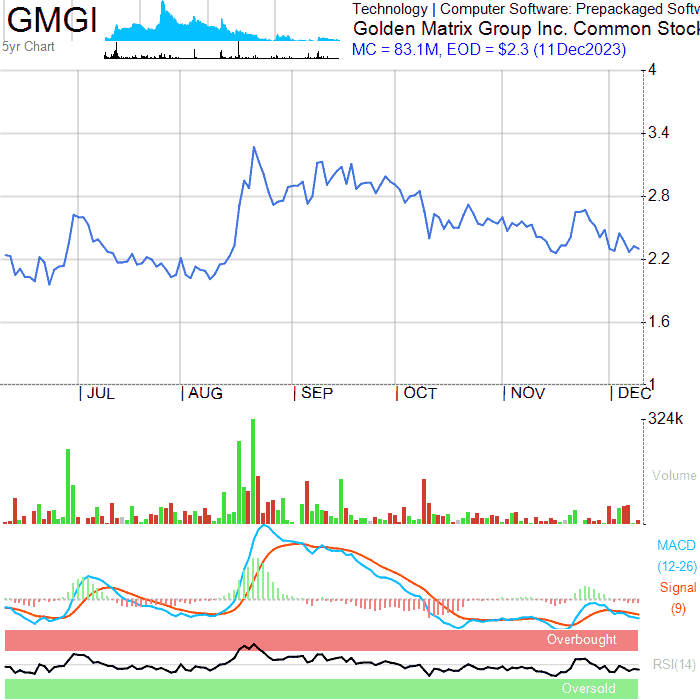 GMGI
5yr Chart
Technology | Computer Software: Prepackaged Softw
Golden Matrix Group Inc. Common Stock
MC = 83.1M, EOD = $2.3 (11Dec2023)
4
3.4
2.8
2.2
1.6
1
JUL
AUG
SEP
OCT
NOV
DEC
324k
Volume
MACD
(12-26)
Signal
(9)
Overbought
RSI(14)
Oversold